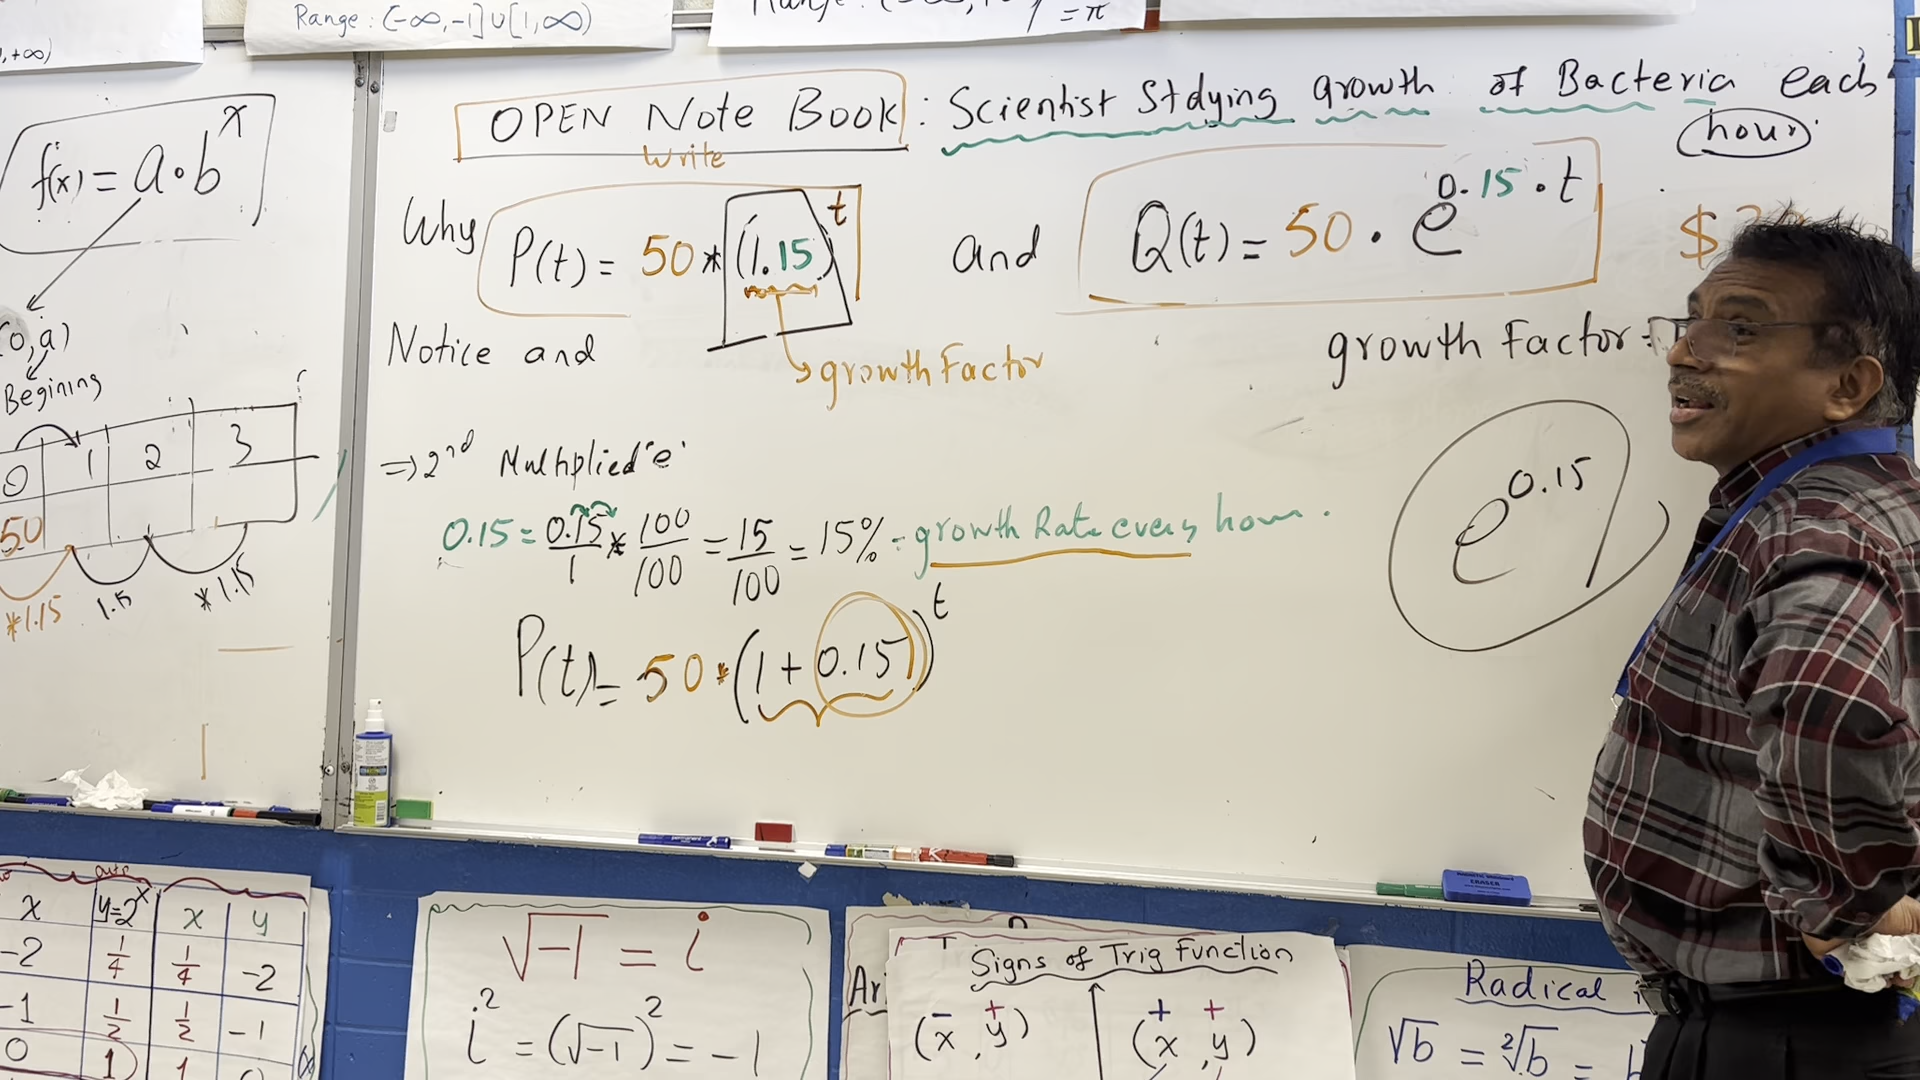 Range: (-∞,-1]∪[1,∞)
= π
,+∞)
f(x) = a·b^x
(0,a)
Begining
0 1 2 3
50
*1.15 1.5 *1.15
OPEN Note Book: Scientist Stdying growth of Bacteria each hour.
write
Why P(t) = 50*(1.15)^t and Q(t) = 50·e^0.15·t
$
Notice and
growth Factor
growth Factor =
⇒ 2nd Multiplied "e"
e^0.15
0.15 = 0.15/1 * 100/100 = 15/100 = 15% = growth Rate every hour.
P(t) = 50*(1+0.15)^t
x y=2^x x y
-2 1/4 1/4 -2
-1 1/2 1/2 -1
0 1 1
√-1 = i
i² = (√-1)² = -1
Signs of Trig Function
- + + +
(x,y) (x,y)
Radical
√b = ²√b =
ERASER